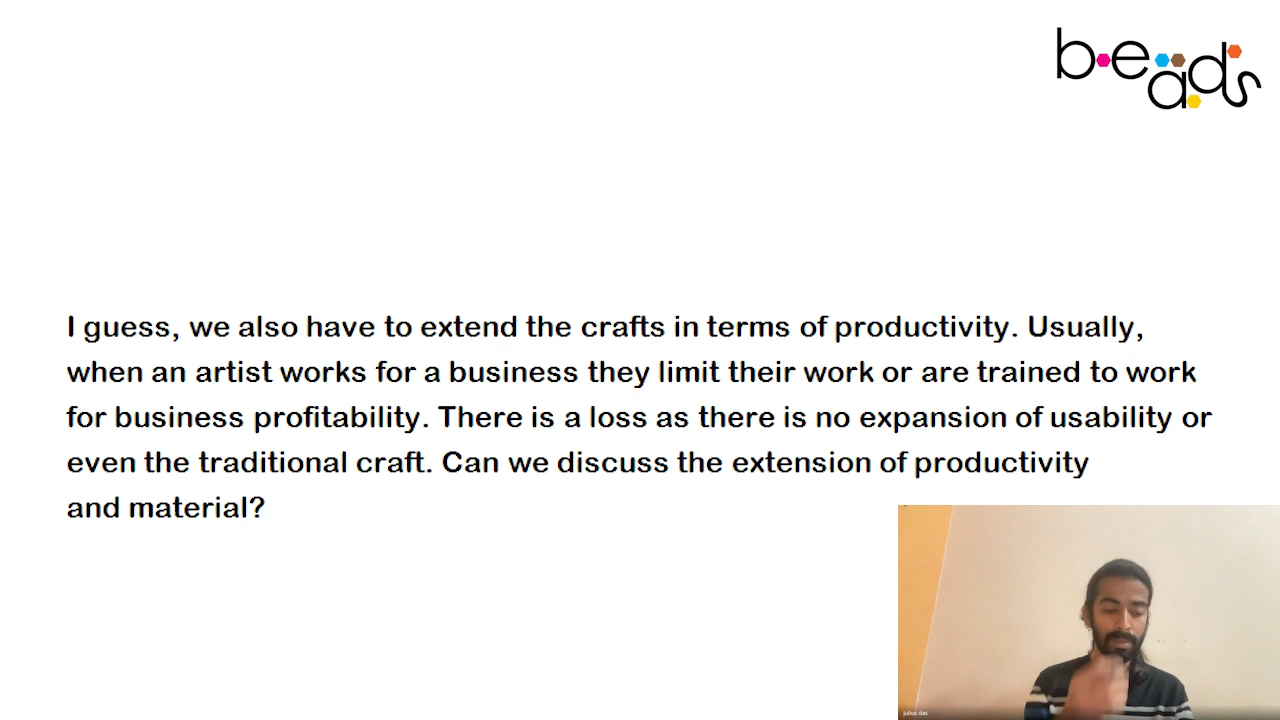 beads
I guess, we also have to extend the crafts in terms of productivity. Usually,
when an artist works for a business they limit their work or are trained to work
for business profitability. There is a loss as there is no expansion of usability or
even the traditional craft. Can we discuss the extension of productivity
and material?
julius das